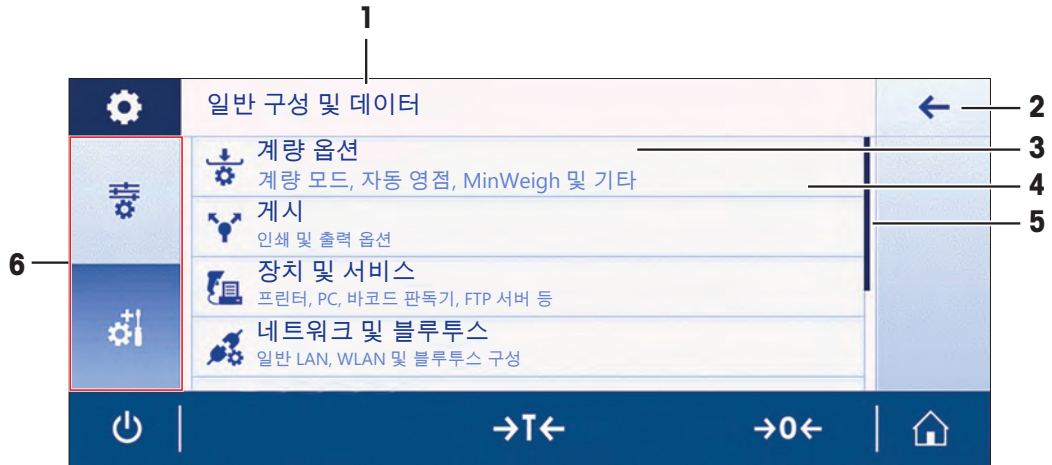 1
일반 구성 및 데이터
2
계량 옵션
3
계량 모드, 자동 영점, MinWeigh 및 기타
4
게시
5
인쇄 및 출력 옵션
6
장치 및 서비스
프린터, PC, 바코드 판독기, FTP 서버 등
네트워크 및 블루투스
일반 LAN, WLAN 및 블루투스 구성
→T← →0←